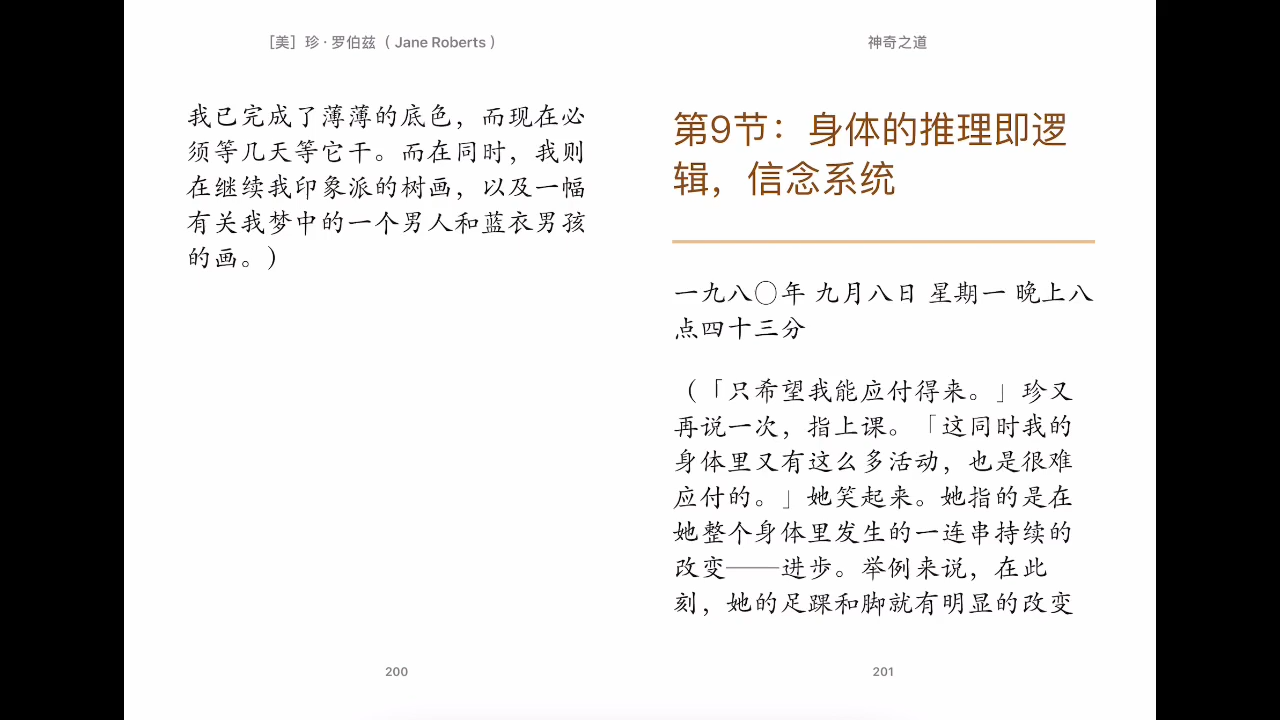 ［美］珍·罗伯兹（Jane Roberts）
我已完成了薄薄的底色，而现在必
须等几天等它干。而在同时，我则
在继续我印象派的树画，以及一幅
有关我梦中的一个男人和蓝衣男孩
的画。）
200
神奇之道
第9节：身体的推理即逻
辑，信念系统
一九八〇年 九月八日 星期一 晚上八
点四十三分
（「只希望我能应付得来。」珍又
再说一次，指上课。「这同时我的
身体里又有这么多活动，也是很难
应付的。」她笑起来。她指的是在
她整个身体里发生的一连串持续的
改变——进步。举例来说，在此
刻，她的足踝和脚就有明显的改变
201